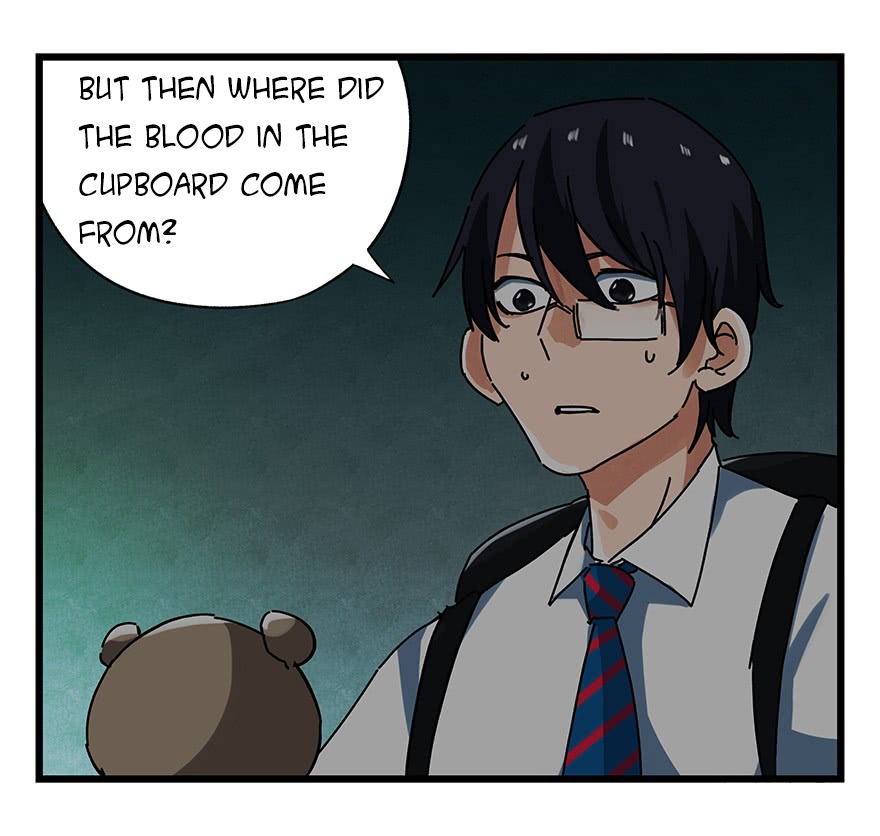 BUT THEN WHERE DID
THE BLOOD IN THE
CUPBOARD COME
FROM?